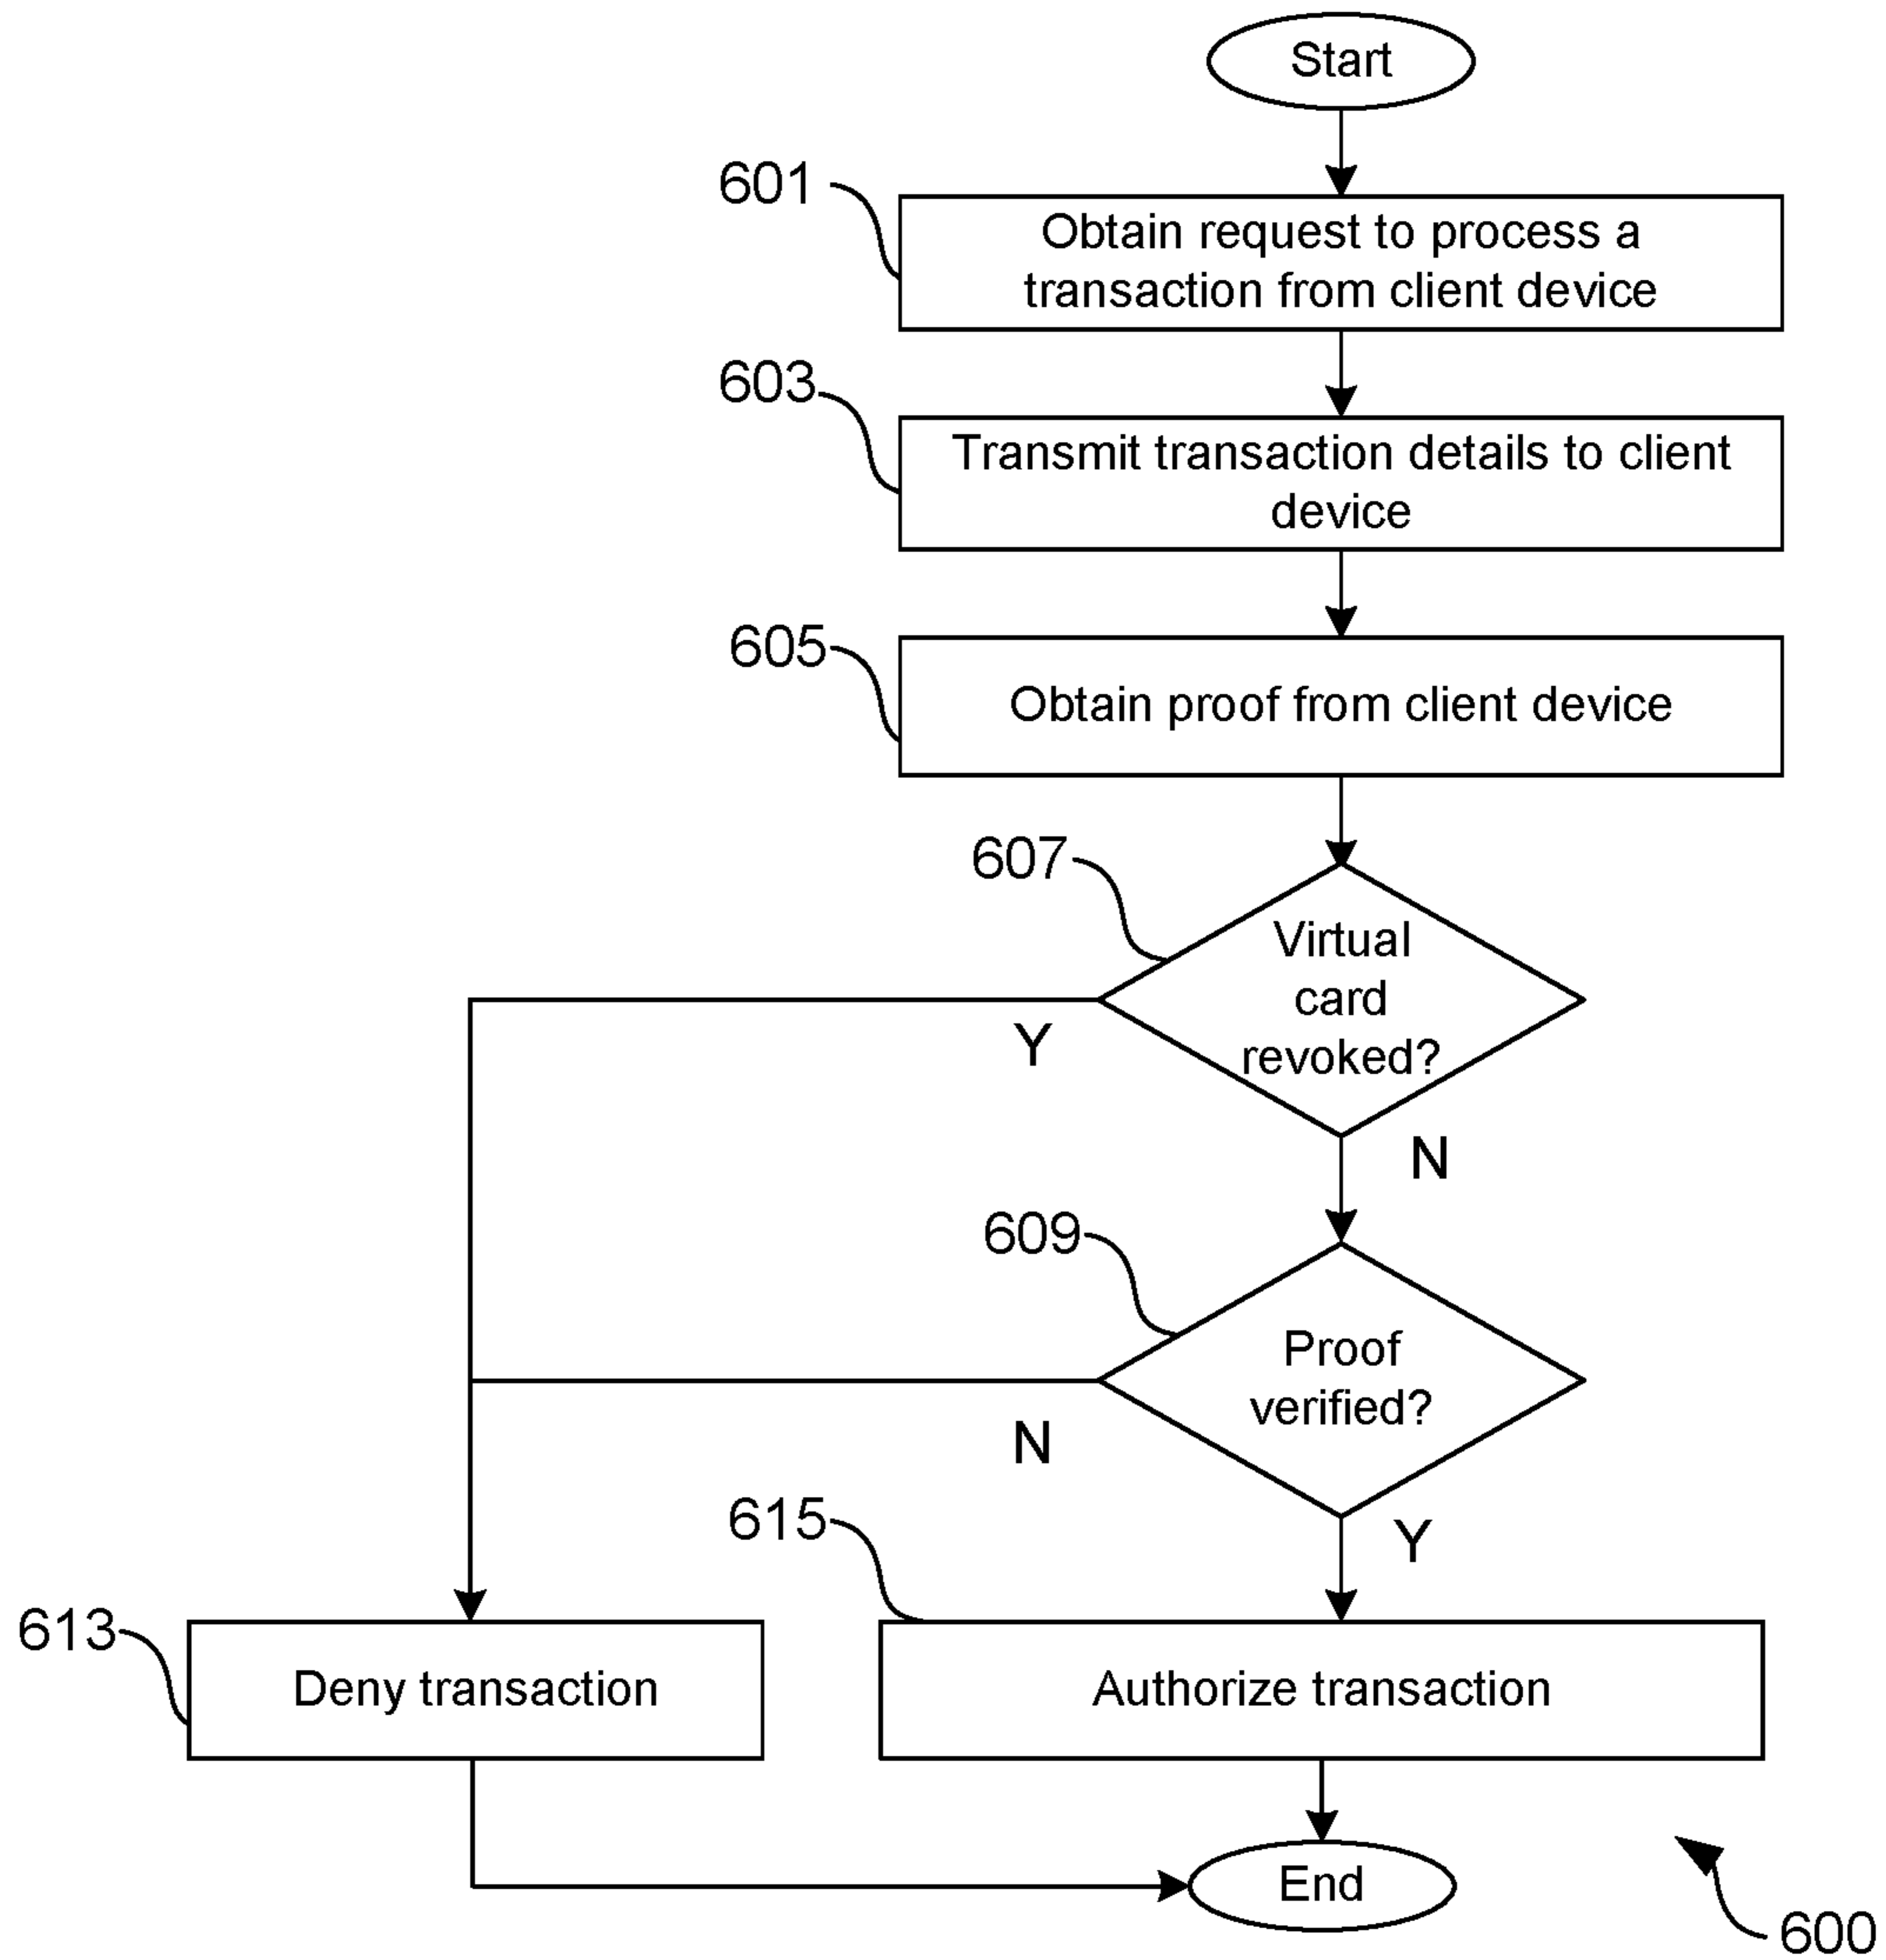 Start
601
Obtain request to process a
transaction from client device
603
Transmit transaction details to client
device
605
Obtain proof from client device
607
Virtual
card
revoked?
Y
N
609
Proof
verified?
N
Y
615
613
Deny transaction
Authorize transaction
End
600